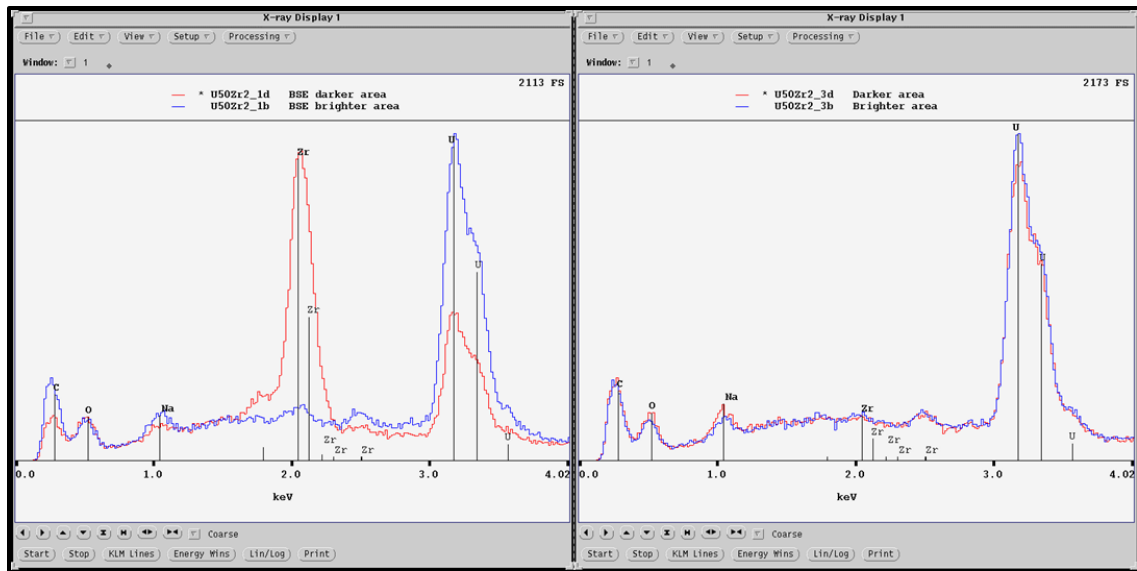 X-ray Display 1
File Edit View Setup Processing
Window: 1
2113 FS
* U50Zr2_1d BSE darker area
U50Zr2_1b BSE brighter area
Zr
U
Zr
U
C
O
Na
Zr
Zr
Zr
U
0.0 1.0 2.0 3.0 4.02
keV
Coarse
Start Stop KLM Lines Energy Wins Lin/Log Print
X-ray Display 1
File Edit View Setup Processing
Window: 1
2173 FS
* U50Zr2_3d Darker area
U50Zr2_3b Brighter area
U
U
C
Na
O
Zr
Zr
Zr
Zr
Zr
U
0.0 1.0 2.0 3.0 4.02
keV
Coarse
Start Stop KLM Lines Energy Wins Lin/Log Print